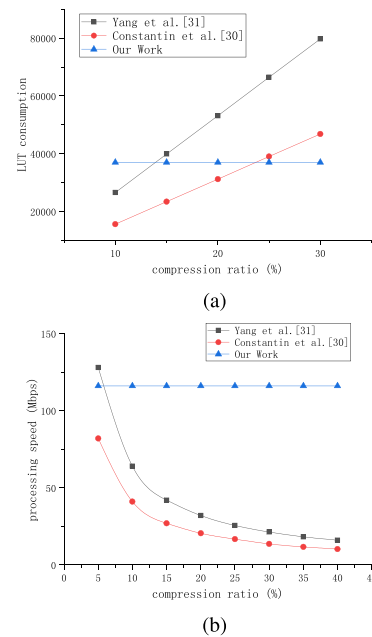 Yang et al.[31]
Constantin et al.[30]
Our Work
LUT consumption
80000
60000
40000
20000
10
20
30
compression ratio (%)
(a)
Yang et al.[31]
Constantin et al.[30]
Our Work
processing speed (Mbps)
150
100
50
0
0 5 10 15 20 25 30 35 40 4
compression ratio (%)
(b)